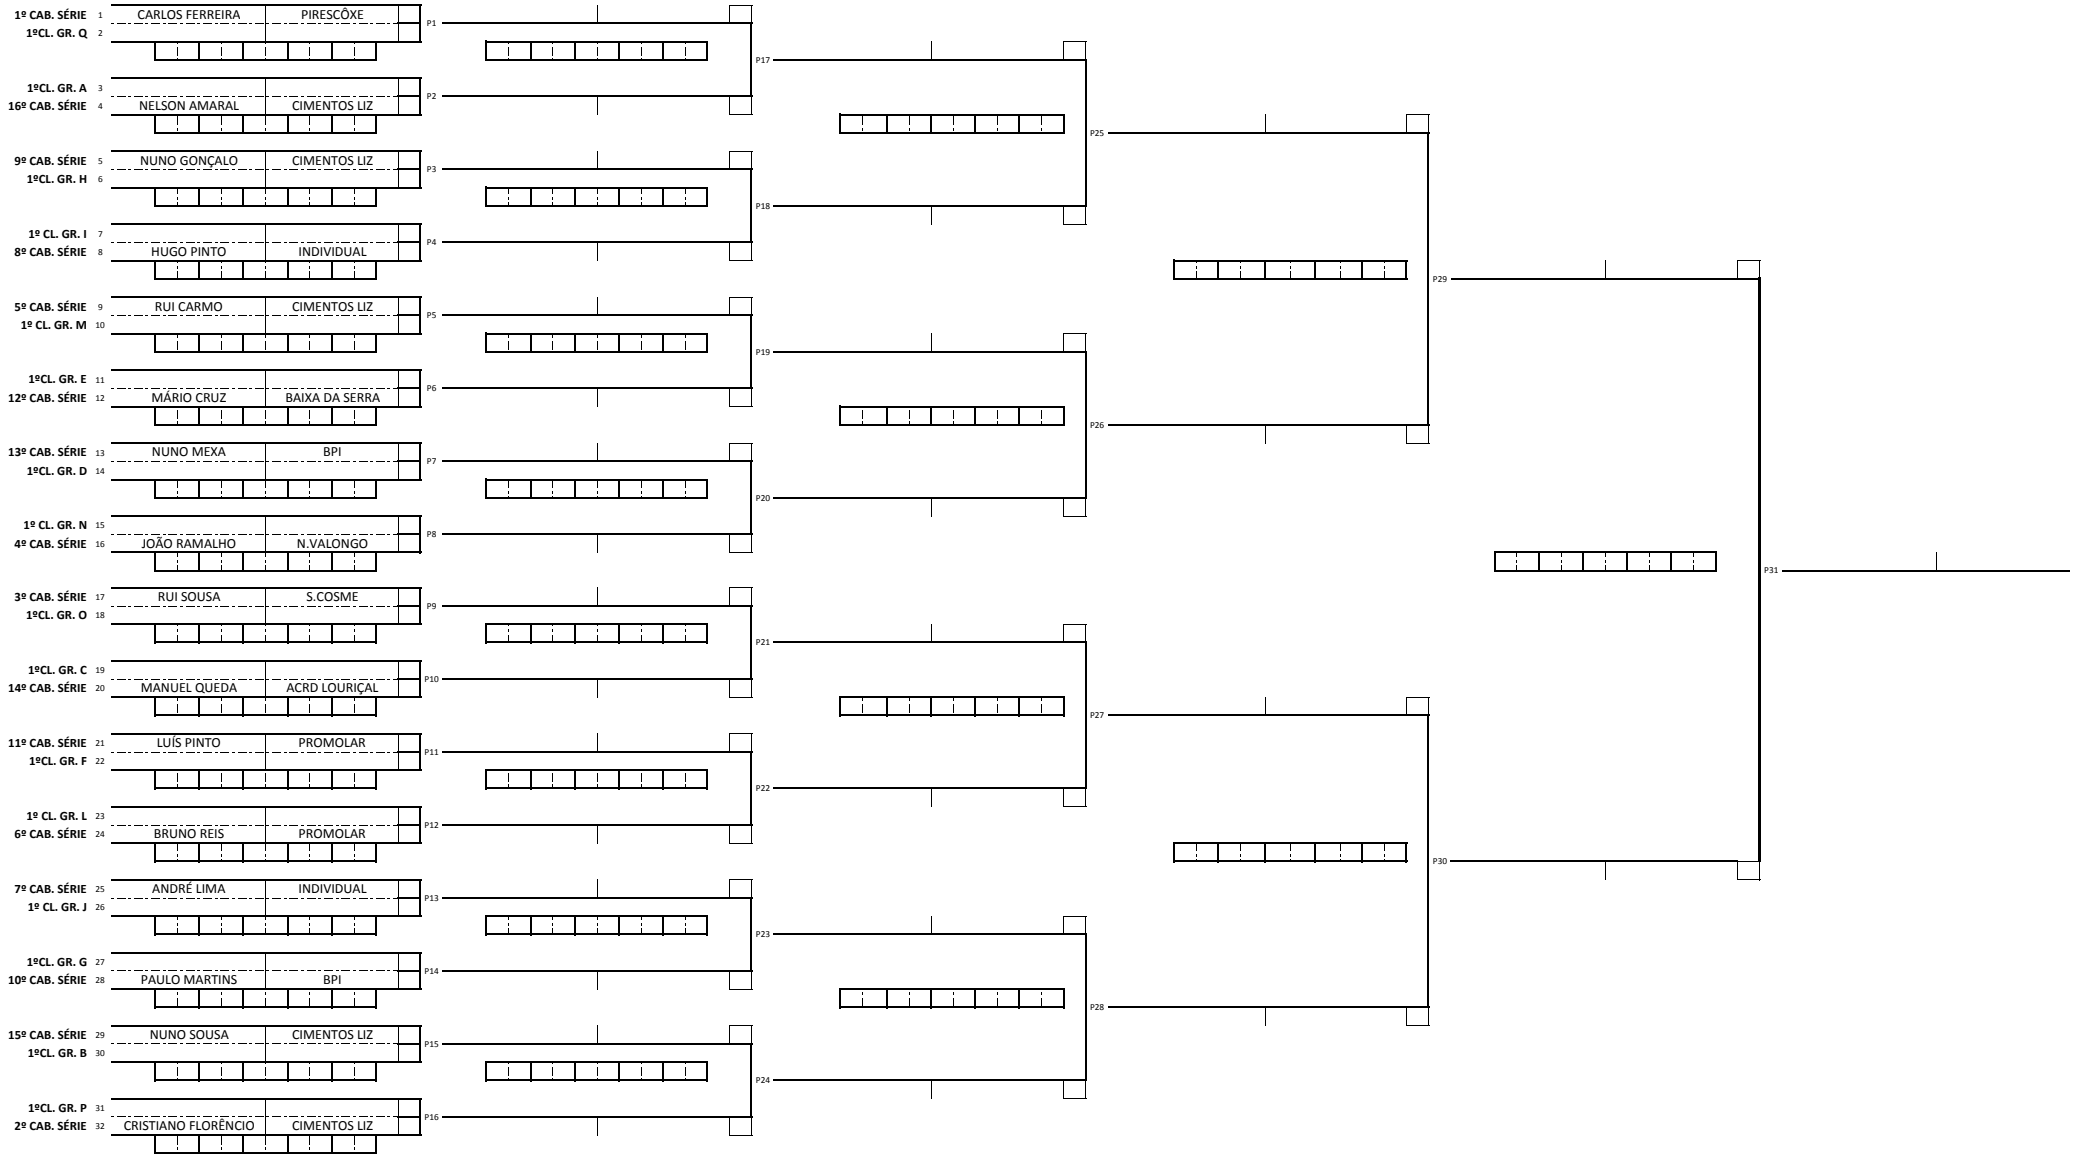 1º CAB. SÉRIE 1 CARLOS FERREIRA PIRESCÔXE
P1
1ºCL. GR. Q 2
P17
1ºCL. GR. A 3
P2
16º CAB. SÉRIE 4 NELSON AMARAL CIMENTOS LIZ
P25
9º CAB. SÉRIE 5 NUNO GONÇALO CIMENTOS LIZ
P3
1ºCL. GR. H 6
P18
1º CL. GR. I 7
P4
8º CAB. SÉRIE 8 HUGO PINTO INDIVIDUAL
P29
5º CAB. SÉRIE 9 RUI CARMO CIMENTOS LIZ
P5
1º CL. GR. M 10
P19
1ºCL. GR. E 11
P6
12º CAB. SÉRIE 12 MÁRIO CRUZ BAIXA DA SERRA
P26
13º CAB. SÉRIE 13 NUNO MEXA BPI
P7
1ºCL. GR. D 14
P20
1º CL. GR. N 15
P8
4º CAB. SÉRIE 16 JOÃO RAMALHO N.VALONGO
P31
3º CAB. SÉRIE 17 RUI SOUSA S.COSME
P9
1ºCL. GR. O 18
P21
1ºCL. GR. C 19
P10
14º CAB. SÉRIE 20 MANUEL QUEDA ACRD LOURIÇAL
P27
11º CAB. SÉRIE 21 LUÍS PINTO PROMOLAR
P11
1ºCL. GR. F 22
P22
1º CL. GR. L 23
P12
6º CAB. SÉRIE 24 BRUNO REIS PROMOLAR
P30
7º CAB. SÉRIE 25 ANDRÉ LIMA INDIVIDUAL
P13
1º CL. GR. J 26
P23
1ºCL. GR. G 27
P14
10º CAB. SÉRIE 28 PAULO MARTINS BPI
P28
15º CAB. SÉRIE 29 NUNO SOUSA CIMENTOS LIZ
P15
1ºCL. GR. B 30
P24
1ºCL. GR. P 31
P16
2º CAB. SÉRIE 32 CRISTIANO FLORÊNCIO CIMENTOS LIZ